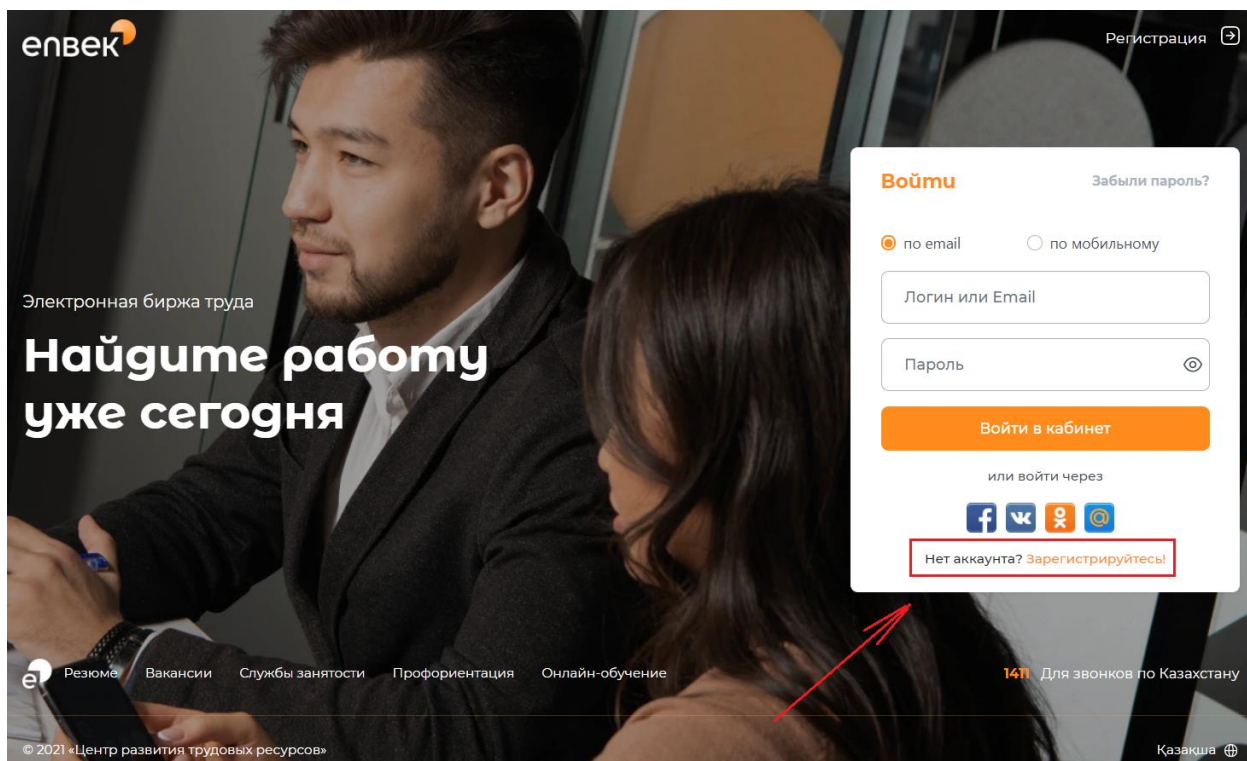 enbek
Регистрация
Войти
Забыли пароль?
по email
по мобильному
Логин или Email
Пароль
Войти в кабинет
или войти через
Нет аккаунта? Зарегистрируйтесь!
Электронная биржа труда
Найдите работу
уже сегодня
Резюме Вакансии Службы занятости Профориентация Онлайн-обучение
1411 Для звонков по Казахстану
© 2021 «Центр развития трудовых ресурсов»
Қазақша